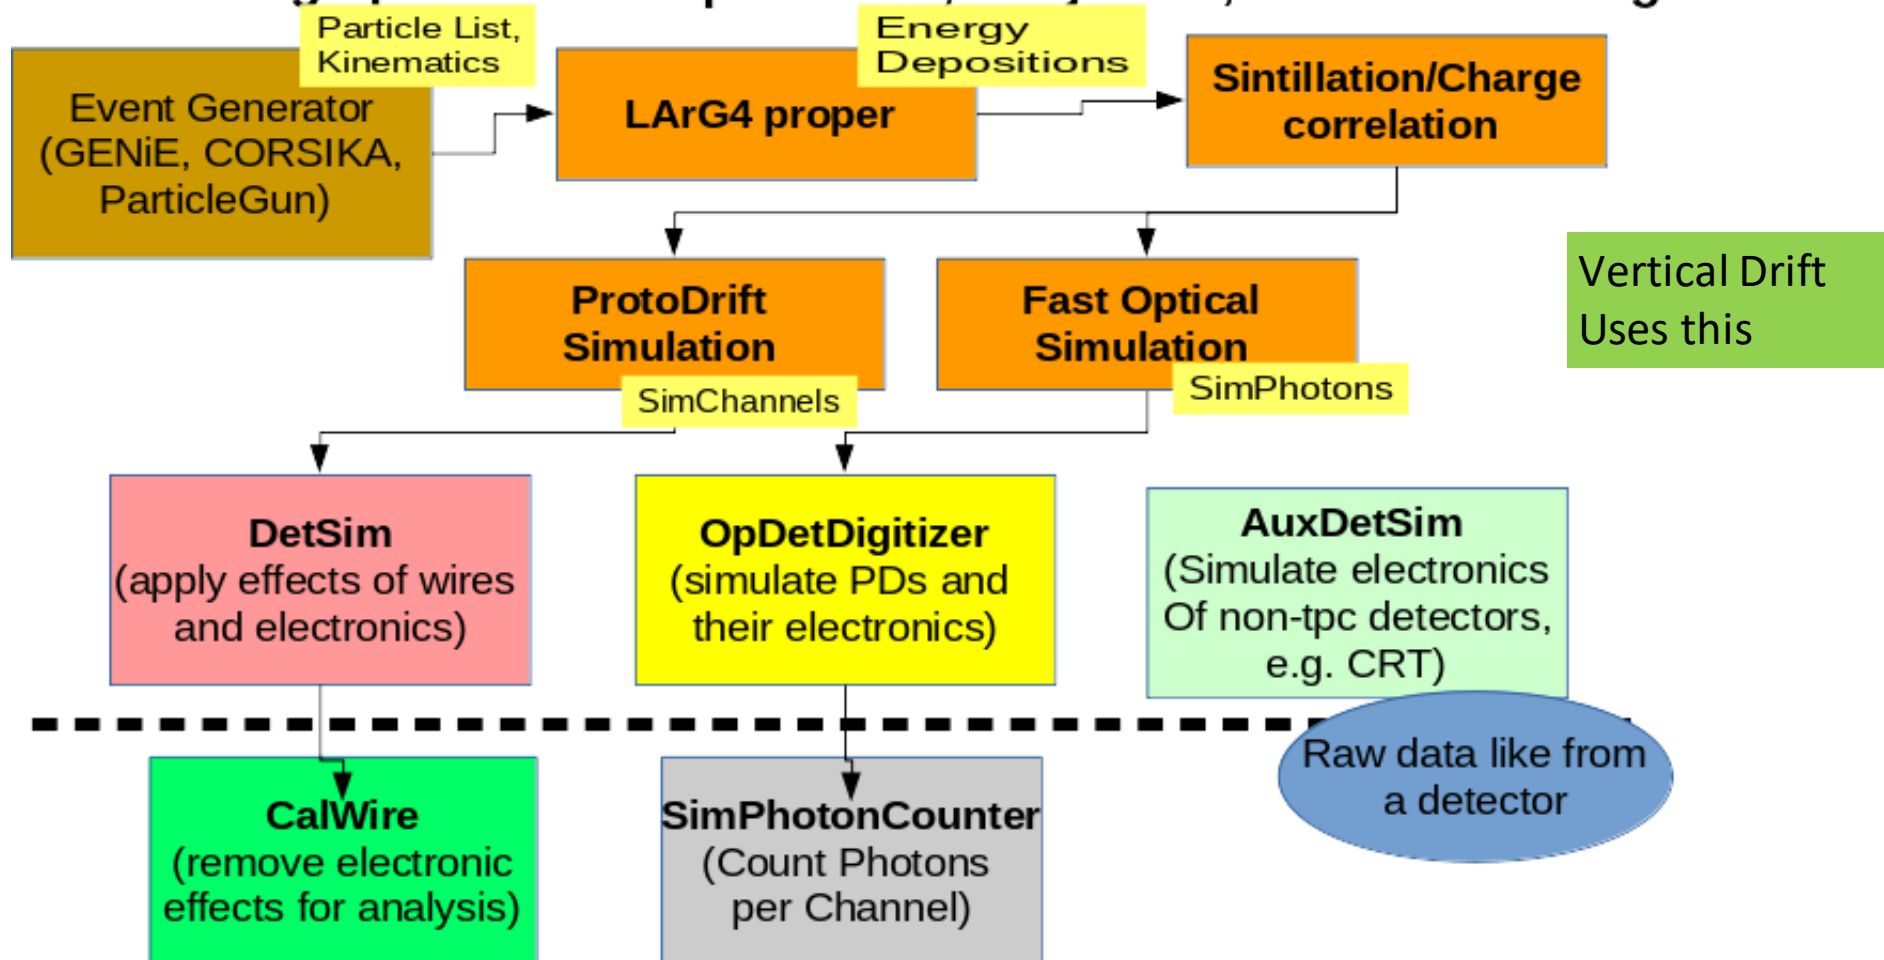 Particle List,
Kinematics
Energy
Depositions
Event Generator
(GENiE, CORSIKA,
ParticleGun)
LArG4 proper
Sintillation/Charge
correlation
ProtoDrift
Simulation
Fast Optical
Simulation
Vertical Drift
Uses this
SimChannels
SimPhotons
DetSim
(apply effects of wires
and electronics)
OpDetDigitizer
(simulate PDs and
their electronics)
AuxDetSim
(Simulate electronics
Of non-tpc detectors,
e.g. CRT)
Raw data like from
a detector
CalWire
(remove electronic
effects for analysis)
SimPhotonCounter
(Count Photons
per Channel)